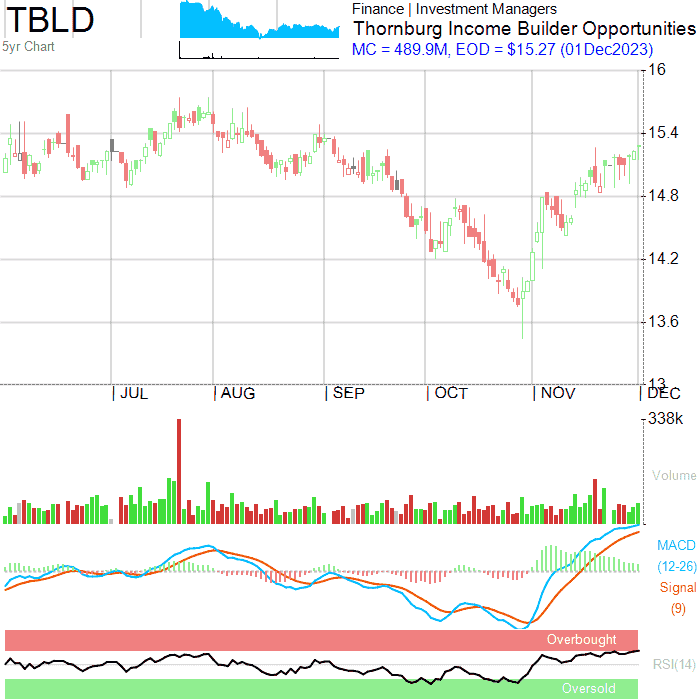 TBLD
5yr Chart
Finance | Investment Managers
Thornburg Income Builder Opportunities
MC = 489.9M, EOD = $15.27 (01Dec2023)
16
15.4
14.8
14.2
13.6
13
JUL AUG SEP OCT NOV DEC
338k
Volume
MACD
(12-26)
Signal
(9)
Overbought
RSI(14)
Oversold